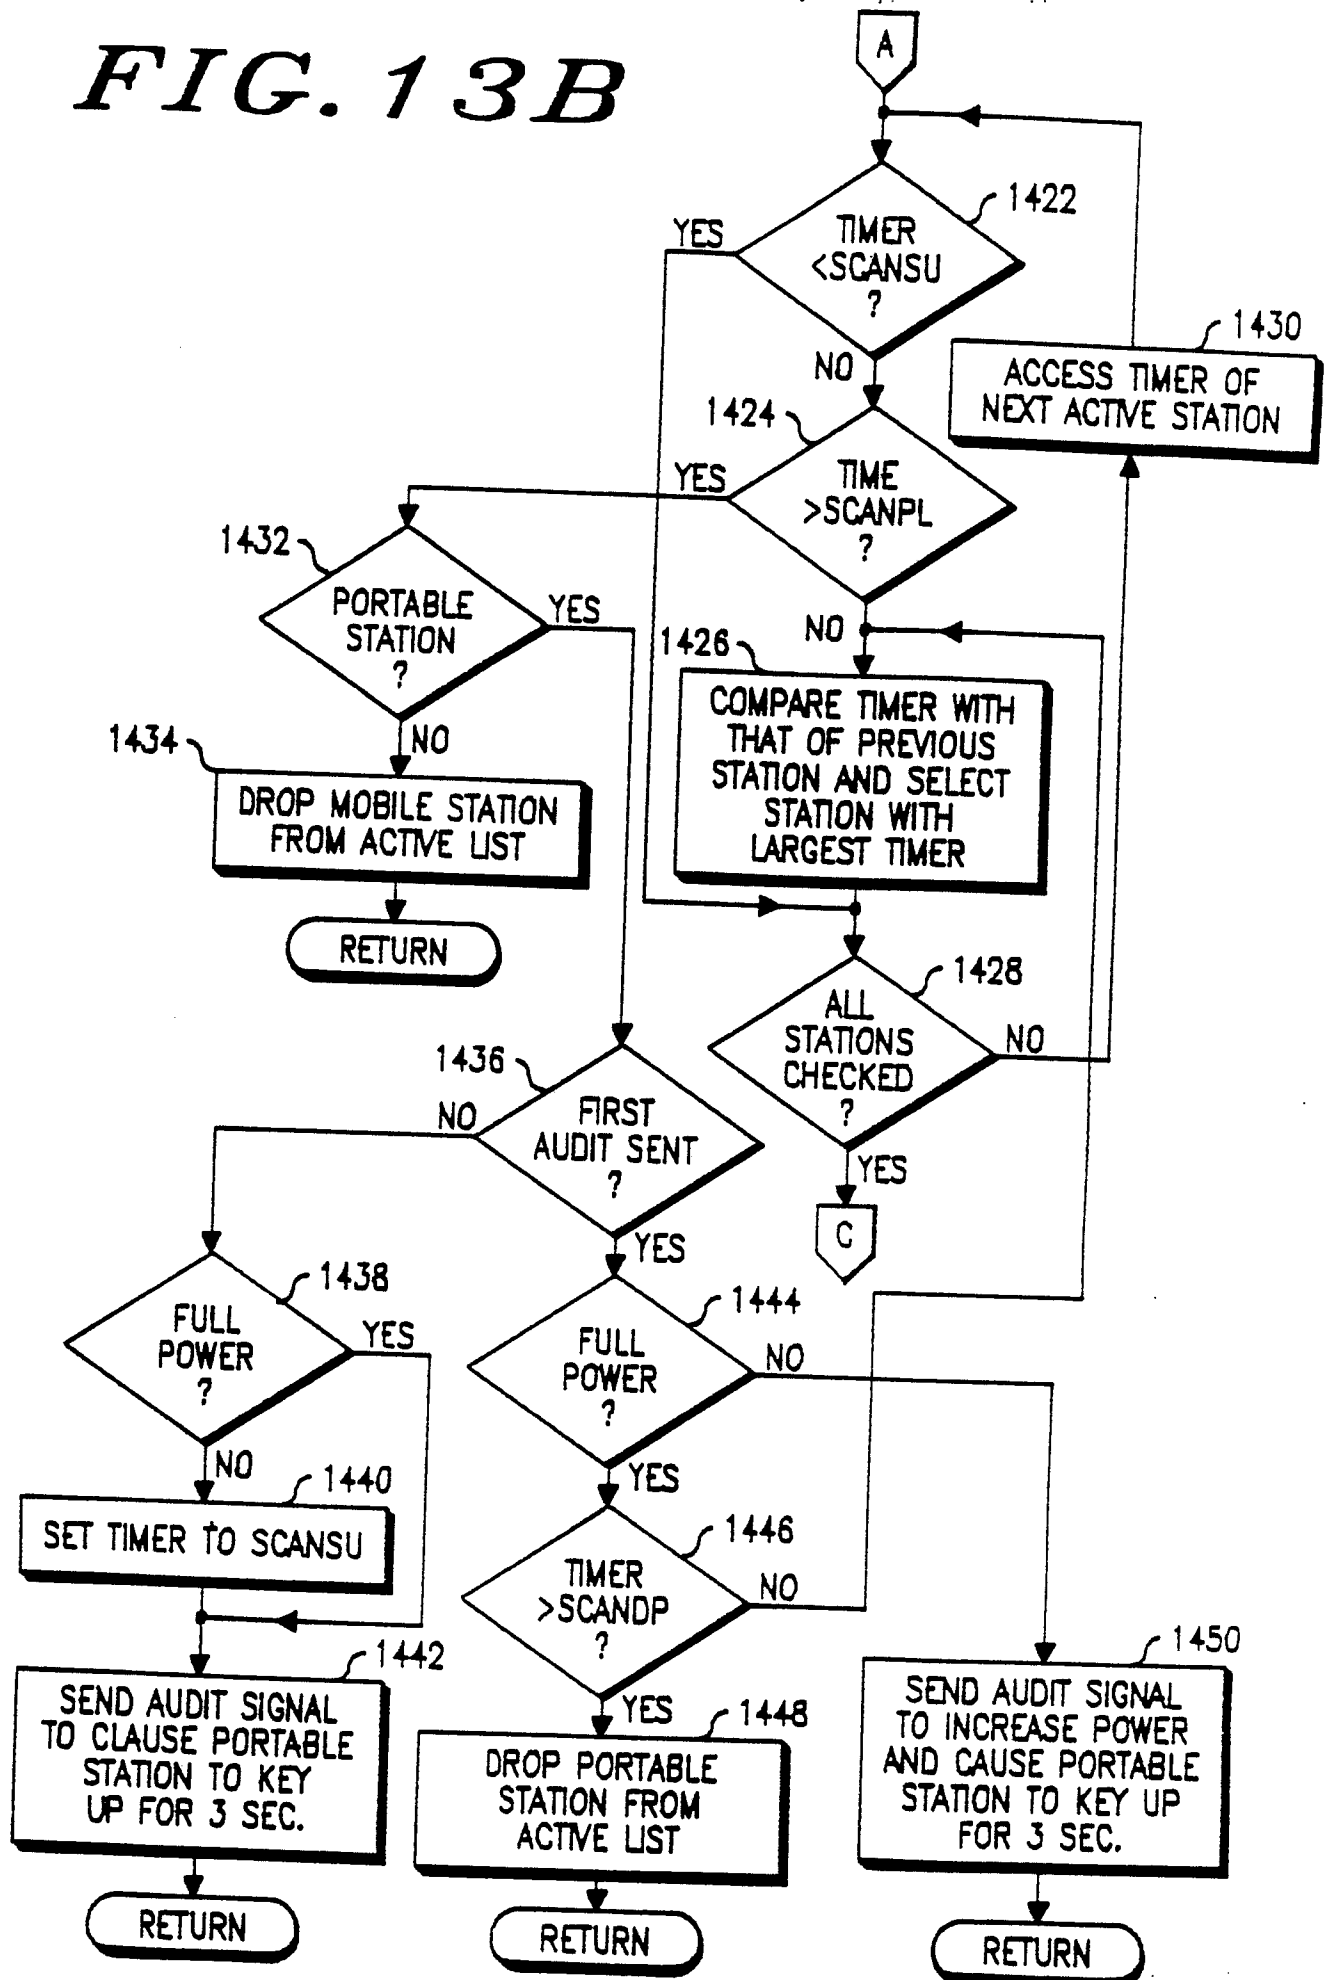 FIG. 13B
A
1422
YES
TIMER
<SCANSU
?
NO
1430
ACCESS TIMER OF
NEXT ACTIVE STATION
1424
YES
TIME
>SCANPL
?
NO
1432
PORTABLE
STATION
?
YES
NO
1426
COMPARE TIMER WITH
THAT OF PREVIOUS
STATION AND SELECT
STATION WITH
LARGEST TIMER
1434
DROP MOBILE STATION
FROM ACTIVE LIST
RETURN
1428
ALL
STATIONS
CHECKED
?
NO
YES
C
1436
NO
FIRST
AUDIT SENT
?
YES
1438
FULL
POWER
?
YES
NO
1444
FULL
POWER
?
NO
YES
1440
SET TIMER TO SCANSU
1446
TIMER
>SCANDP
?
NO
YES
1442
SEND AUDIT SIGNAL
TO CLAUSE PORTABLE
STATION TO KEY
UP FOR 3 SEC.
RETURN
1448
DROP PORTABLE
STATION FROM
ACTIVE LIST
RETURN
1450
SEND AUDIT SIGNAL
TO INCREASE POWER
AND CAUSE PORTABLE
STATION TO KEY UP
FOR 3 SEC.
RETURN